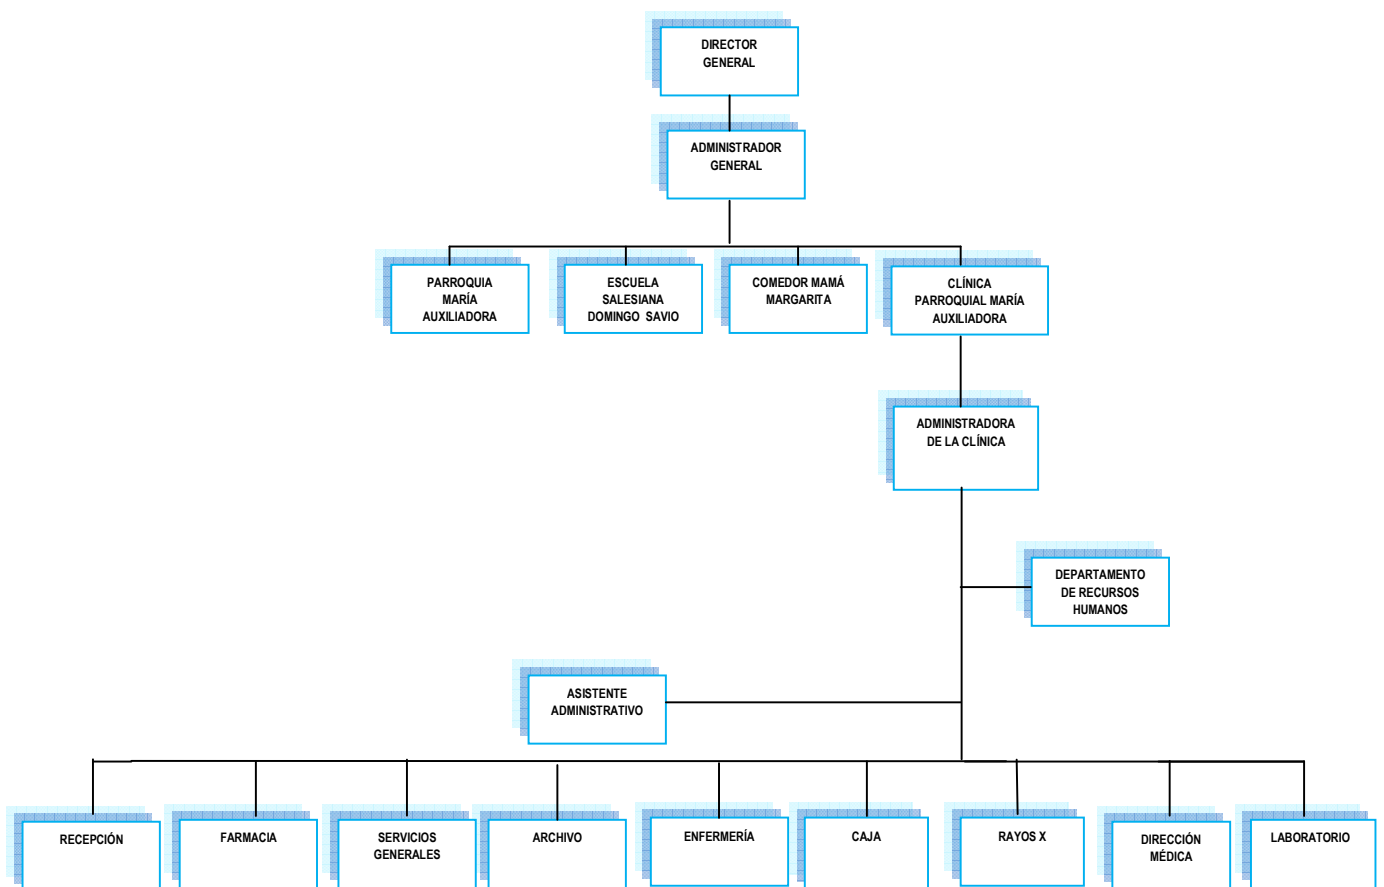 DIRECTOR
GENERAL
ADMINISTRADOR
GENERAL
PARROQUIA
MARÍA
AUXILIADORA
ESCUELA
SALESIANA
DOMINGO SAVIO
COMEDOR MAMÁ
MARGARITA
CLÍNICA
PARROQUIAL MARÍA
AUXILIADORA
ADMINISTRADORA
DE LA CLÍNICA
DEPARTAMENTO
DE RECURSOS
HUMANOS
ASISTENTE
ADMINISTRATIVO
RECEPCIÓN
FARMACIA
SERVICIOS
GENERALES
ARCHIVO
ENFERMERÍA
CAJA
RAYOS X
DIRECCIÓN
MÉDICA
LABORATORIO